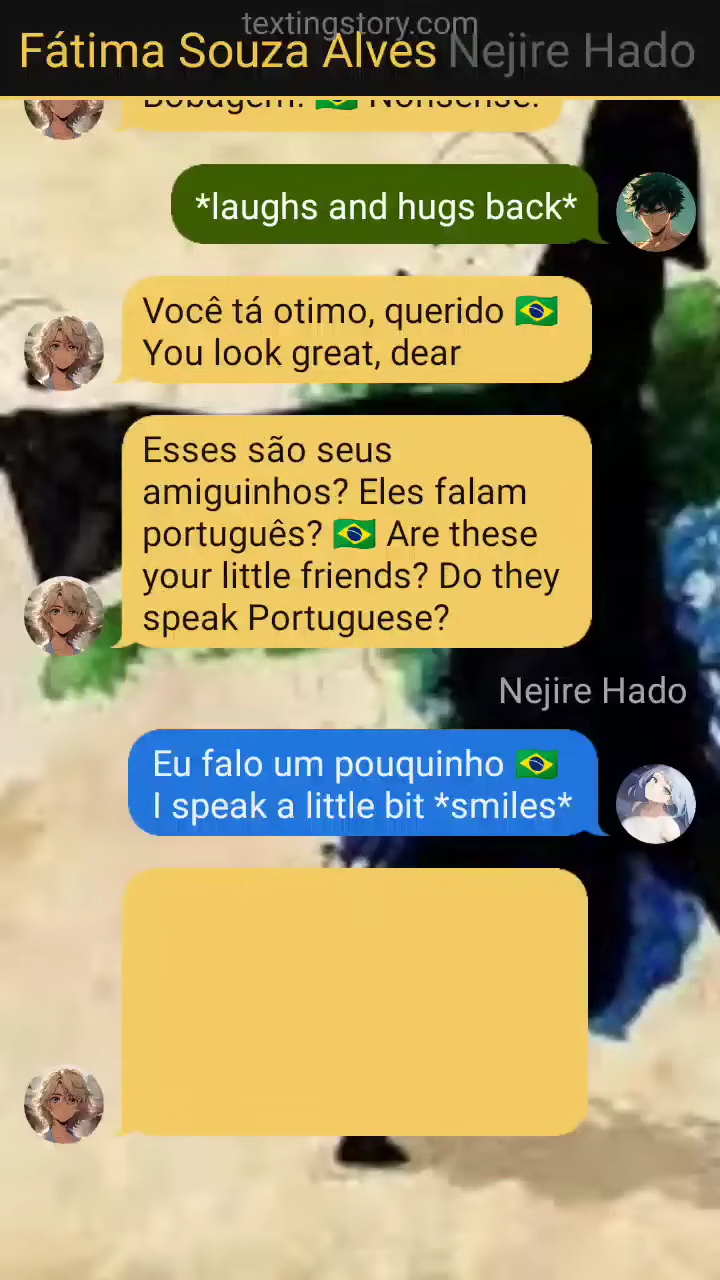 textingstory.com
Fátima Souza Alves Nejire Hado
Bobagem! 🇧🇷 Nonsense!
*laughs and hugs back*
Você tá otimo, querido 🇧🇷
You look great, dear
Esses são seus
amiguinhos? Eles falam
português? 🇧🇷 Are these
your little friends? Do they
speak Portuguese?
Nejire Hado
Eu falo um pouquinho 🇧🇷
I speak a little bit *smiles*